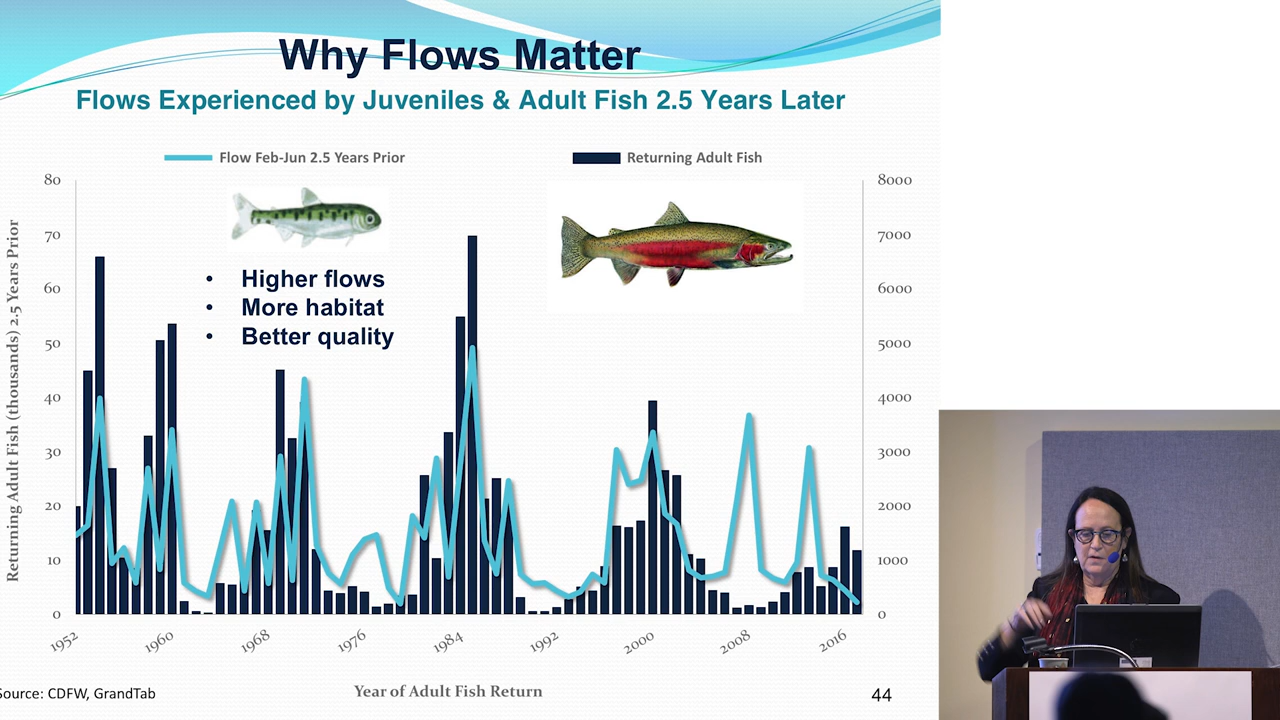 Why Flows Matter
Flows Experienced by Juveniles & Adult Fish 2.5 Years Later
Flow Feb-Jun 2.5 Years Prior
Returning Adult Fish
80
70
60
50
40
30
20
10
0
8000
7000
6000
5000
4000
3000
2000
1000
0
Returning Adult Fish (thousands) 2.5 Years Prior
• Higher flows
• More habitat
• Better quality
1952
1960
1968
1976
1984
1992
2000
2008
2016
Source: CDFW, GrandTab
Year of Adult Fish Return
44